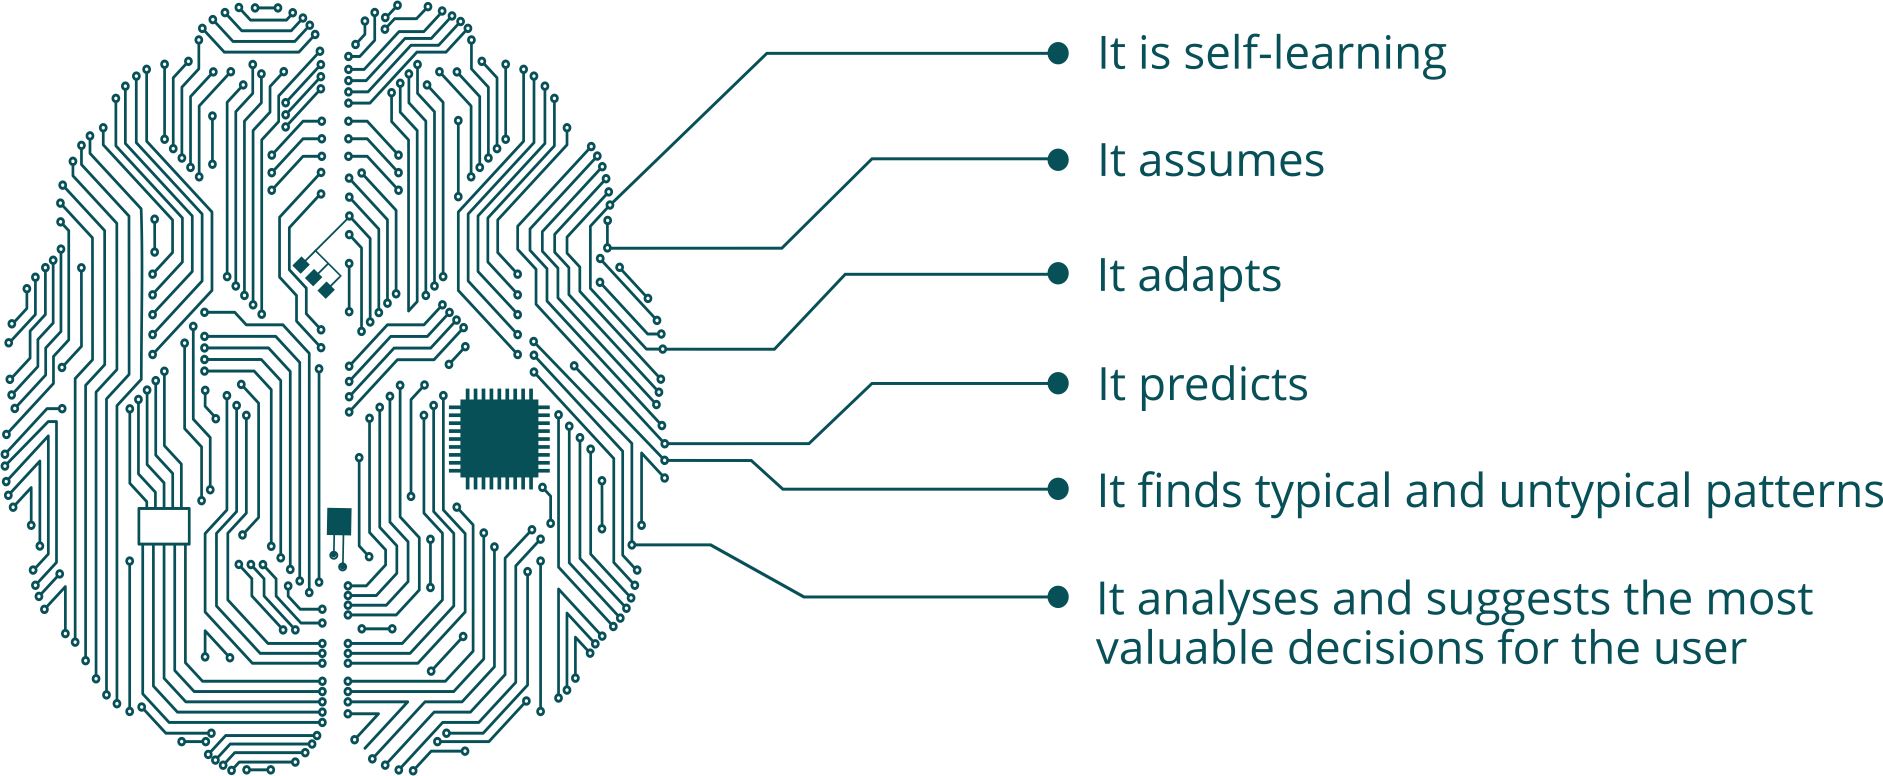 It is self-learning
It assumes
It adapts
It predicts
It finds typical and untypical patterns
It analyses and suggests the most
valuable decisions for the user